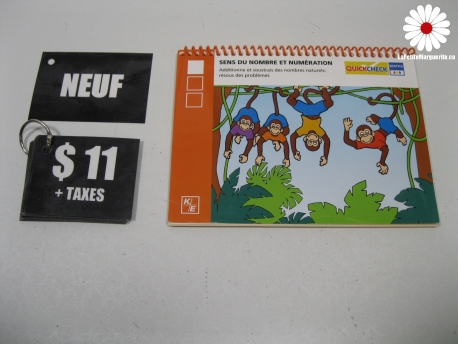 NEUF
$ 11
+ TAXES
SENS DU NOMBRE ET NUMÉRATION
Additionne et soustrais des nombres naturels,
résous des problèmes
QUICKCHECK
K E